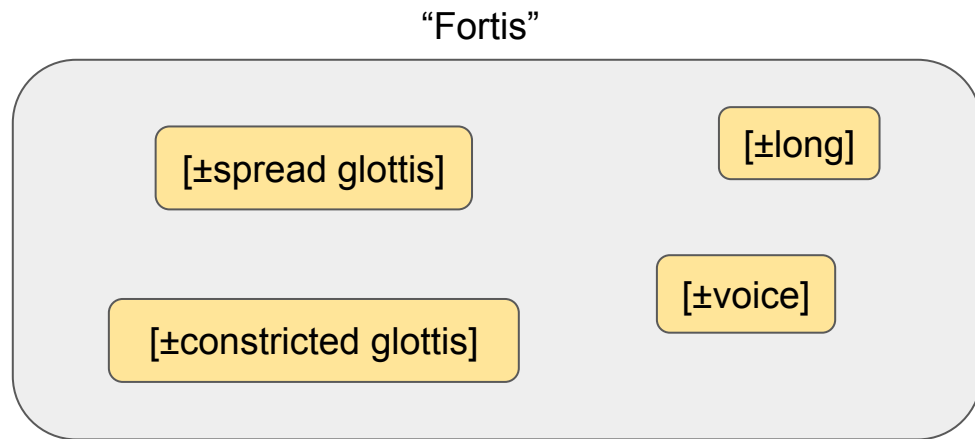 “Fortis”
[±spread glottis]
[±long]
[±constricted glottis]
[±voice]